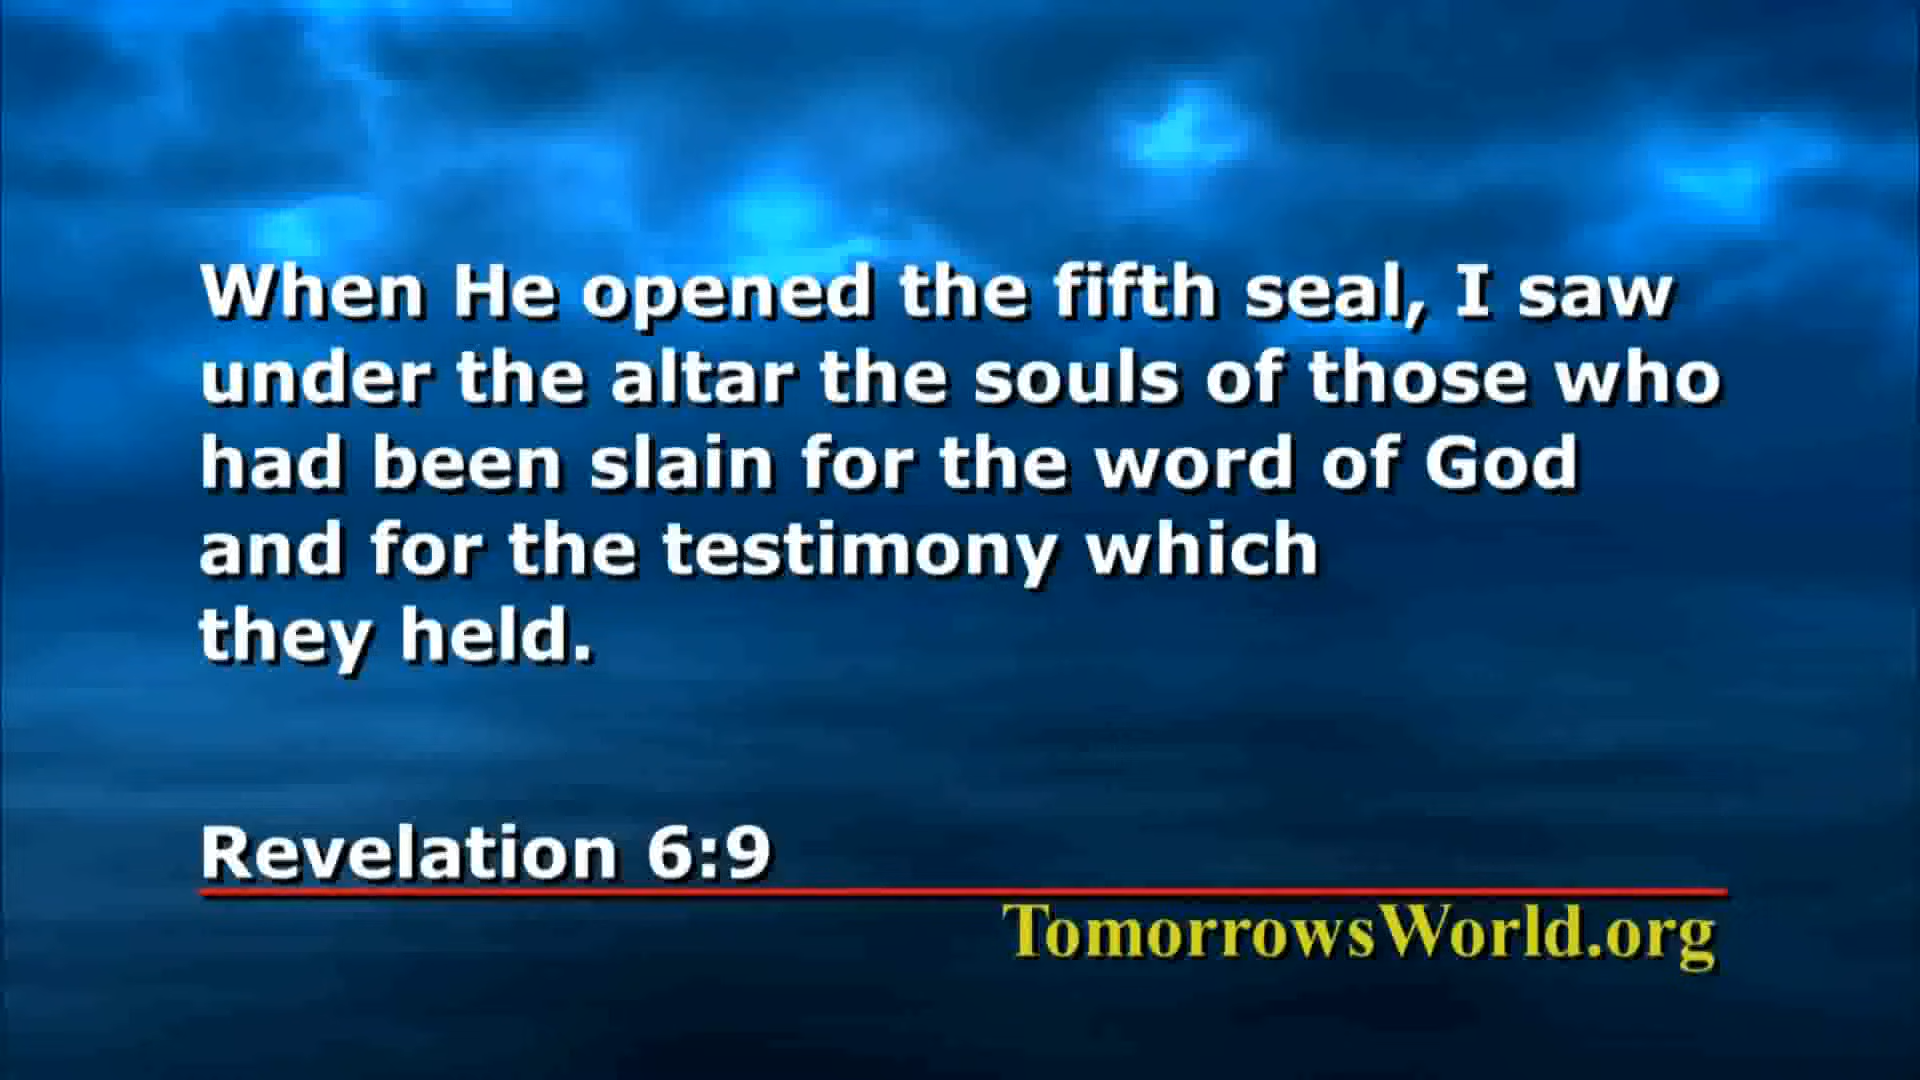 When He opened the fifth seal, I saw
under the altar the souls of those who
had been slain for the word of God
and for the testimony which
they held.
Revelation 6:9
TomorrowsWorld.org